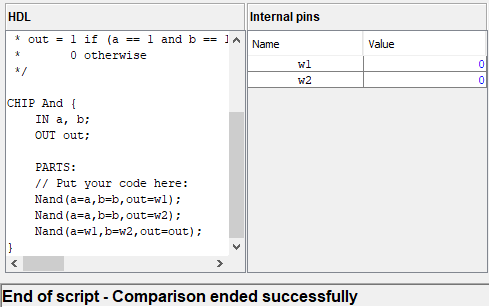 HDL
* out = 1 if (a == 1 and b == 1
* 0 otherwise
*/
CHIP And {
IN a, b;
OUT out;
PARTS:
// Put your code here:
Nand(a=a,b=b,out=w1);
Nand(a=a,b=b,out=w2);
Nand(a=w1,b=w2,out=out);
}
Internal pins
Name Value
w1 0
w2 0
End of script - Comparison ended successfully